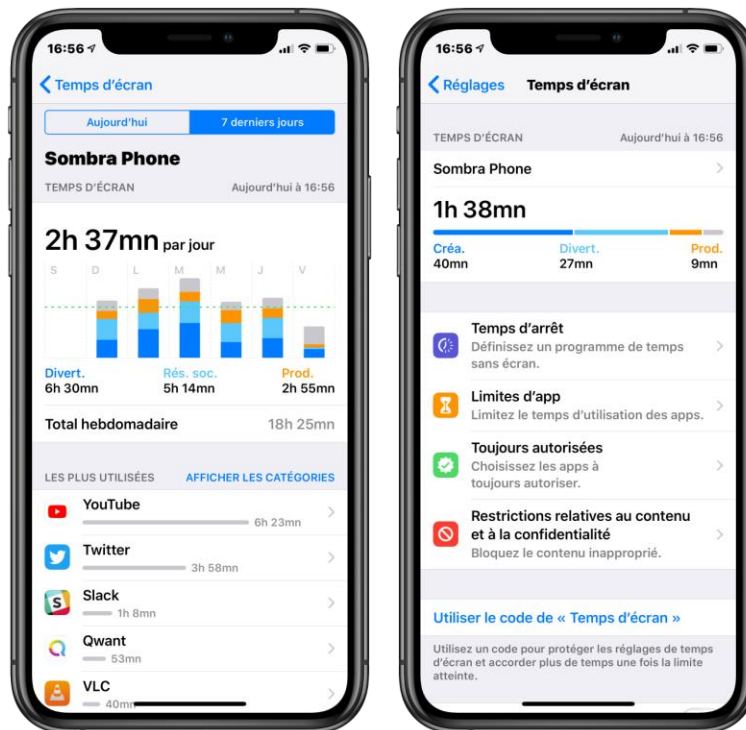 16:56
Temps d'écran
Aujourd'hui
7 derniers jours
Sombra Phone
TEMPS D'ÉCRAN
Aujourd'hui à 16:56
2h 37mn par jour
S D L M M J V
Divert.
Rés. soc.
Prod.
6h 30mn
5h 14mn
2h 55mn
Total hebdomadaire
18h 25mn
LES PLUS UTILISÉES
AFFICHER LES CATÉGORIES
YouTube
6h 23mn
Twitter
3h 58mn
Slack
1h 8mn
Qwant
53mn
VLC
40mn
16:56
Réglages
Temps d'écran
TEMPS D'ÉCRAN
Aujourd'hui à 16:56
Sombra Phone
1h 38mn
Créa.
Divert.
Prod.
40mn
27mn
9mn
Temps d'arrêt
Définissez un programme de temps
sans écran.
Limites d'app
Limitez le temps d'utilisation des apps.
Toujours autorisées
Choisissez les apps à
toujours autoriser.
Restrictions relatives au contenu
et à la confidentialité
Bloquez le contenu inapproprié.
Utiliser le code de « Temps d'écran »
Utilisez un code pour protéger les réglages de temps
d'écran et accorder plus de temps une fois la limite
atteinte.